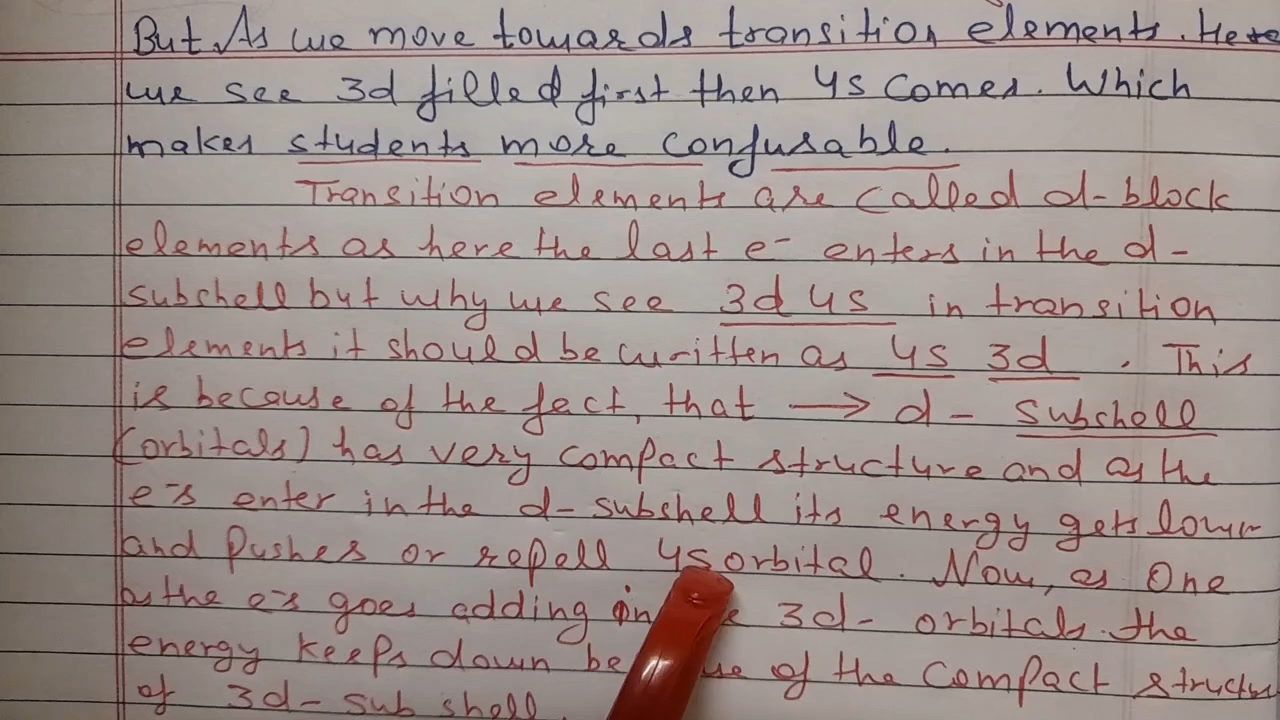 But As we move towards transition elements. Here
we see 3d filled first then 4s comes. Which
makes students more confusable.
Transition elements are called d-block
elements as here the last e⁻ enters in the d-
subshell but why we see 3d 4s in transition
elements it should be written as 4s 3d . This
is because of the fact, that → d - subshell
(orbitals) has very compact structure and as the
e⁻s enter in the d-subshell its energy gets lower
and pushes or repell 4s orbital. Now, as One
as the e⁻s goes adding in 3d- orbitals. the
energy keeps down of the compact
of 3d-sub shell.